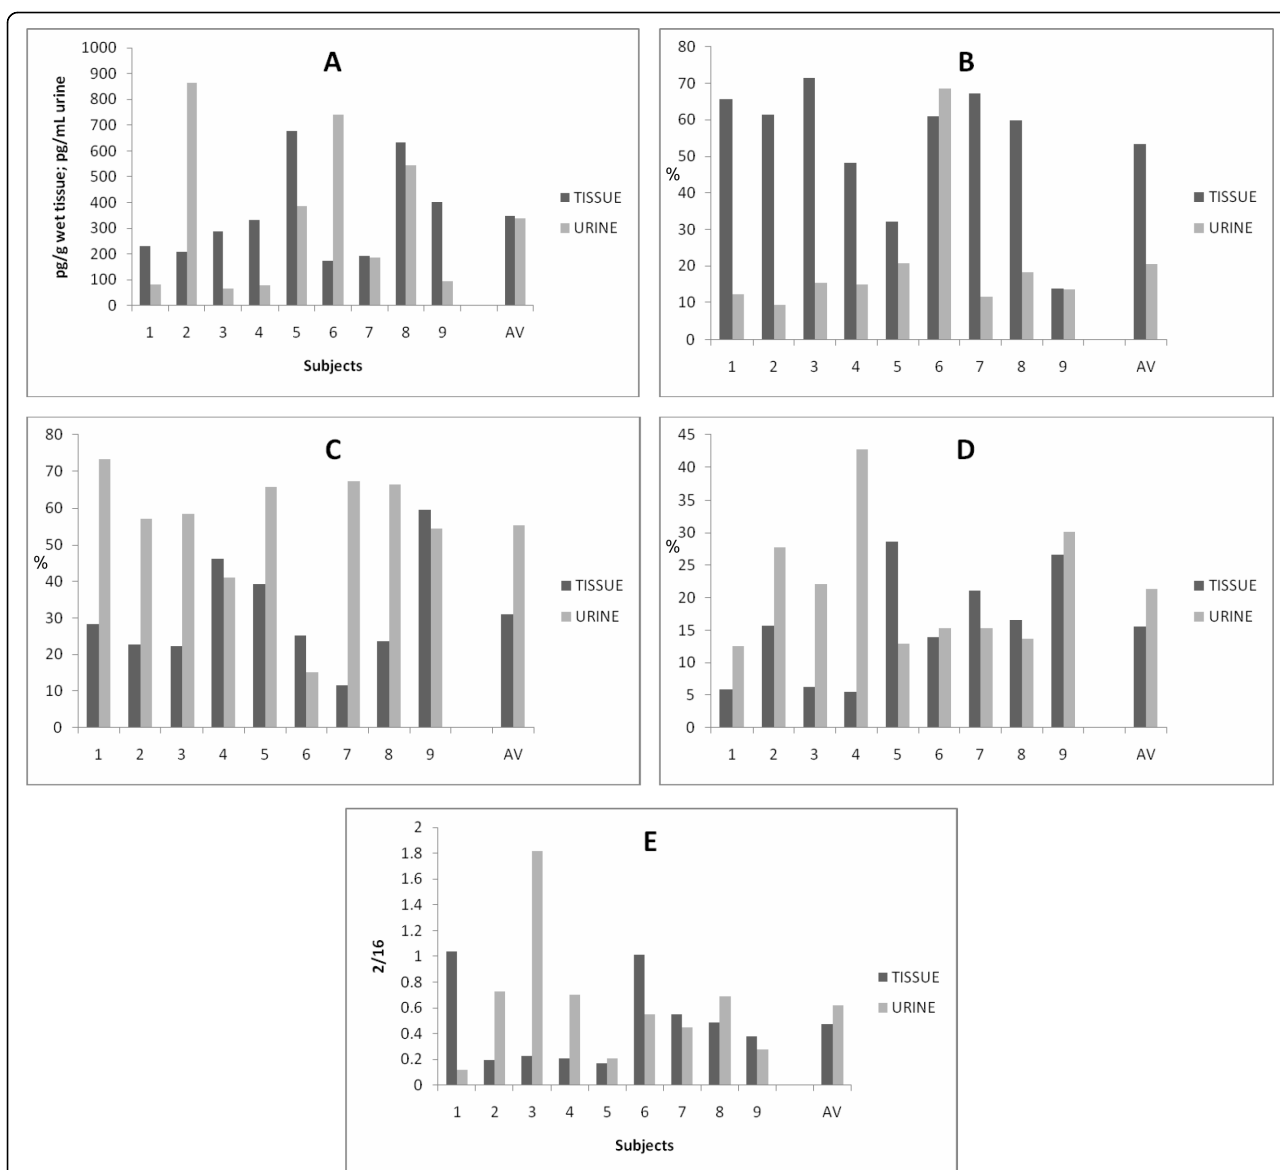 A
pg/g wet tissue; pg/mL urine
1000
900
800
700
600
500
400
300
200
100
0
1 2 3 4 5 6 7 8 9 AV
Subjects
TISSUE
URINE
B
%
80
70
60
50
40
30
20
10
0
1 2 3 4 5 6 7 8 9 AV
TISSUE
URINE
C
%
80
70
60
50
40
30
20
10
0
1 2 3 4 5 6 7 8 9 AV
TISSUE
URINE
D
%
45
40
35
30
25
20
15
10
5
0
1 2 3 4 5 6 7 8 9 AV
TISSUE
URINE
E
2/16
2
1.8
1.6
1.4
1.2
1
0.8
0.6
0.4
0.2
0
1 2 3 4 5 6 7 8 9 AV
Subjects
TISSUE
URINE